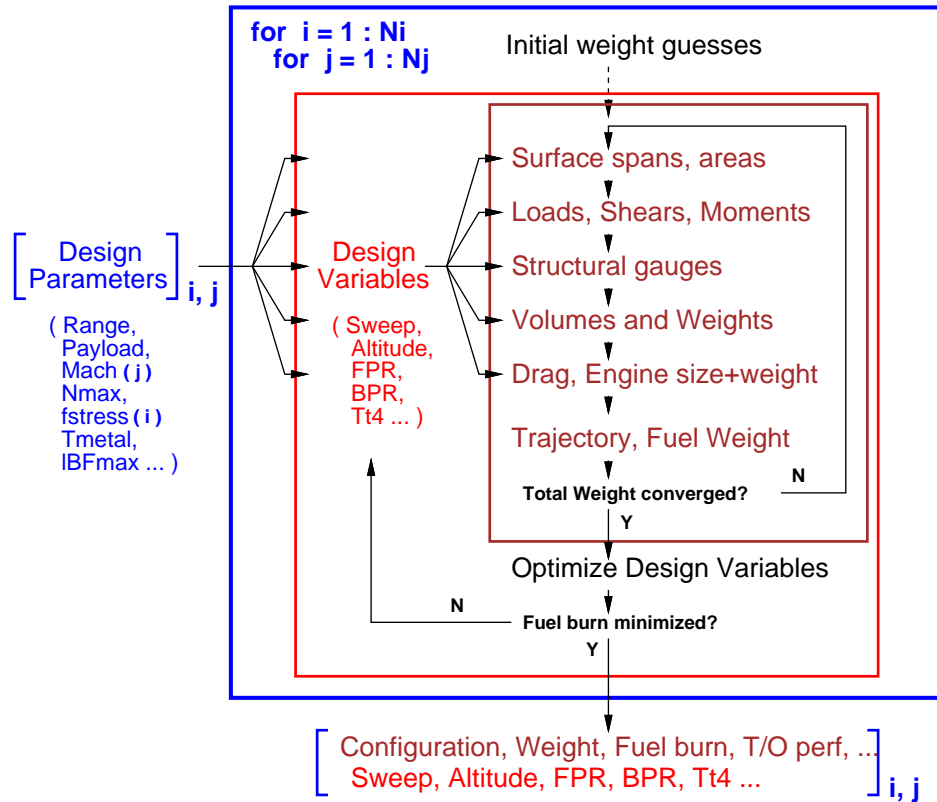 for i = 1 : Ni
for j = 1 : Nj
Initial weight guesses
Surface spans, areas
Loads, Shears, Moments
Structural gauges
Volumes and Weights
Drag, Engine size+weight
Trajectory, Fuel Weight
Total Weight converged?
N
Y
[ Design Parameters ] i, j
( Range,
Payload,
Mach ( j )
Nmax,
fstress ( i )
Tmetal,
lBFmax ... )
Design
Variables
( Sweep,
Altitude,
FPR,
BPR,
Tt4 ... )
Optimize Design Variables
Fuel burn minimized?
N
Y
[ Configuration, Weight, Fuel burn, T/O perf, ...
Sweep, Altitude, FPR, BPR, Tt4 ... ] i, j